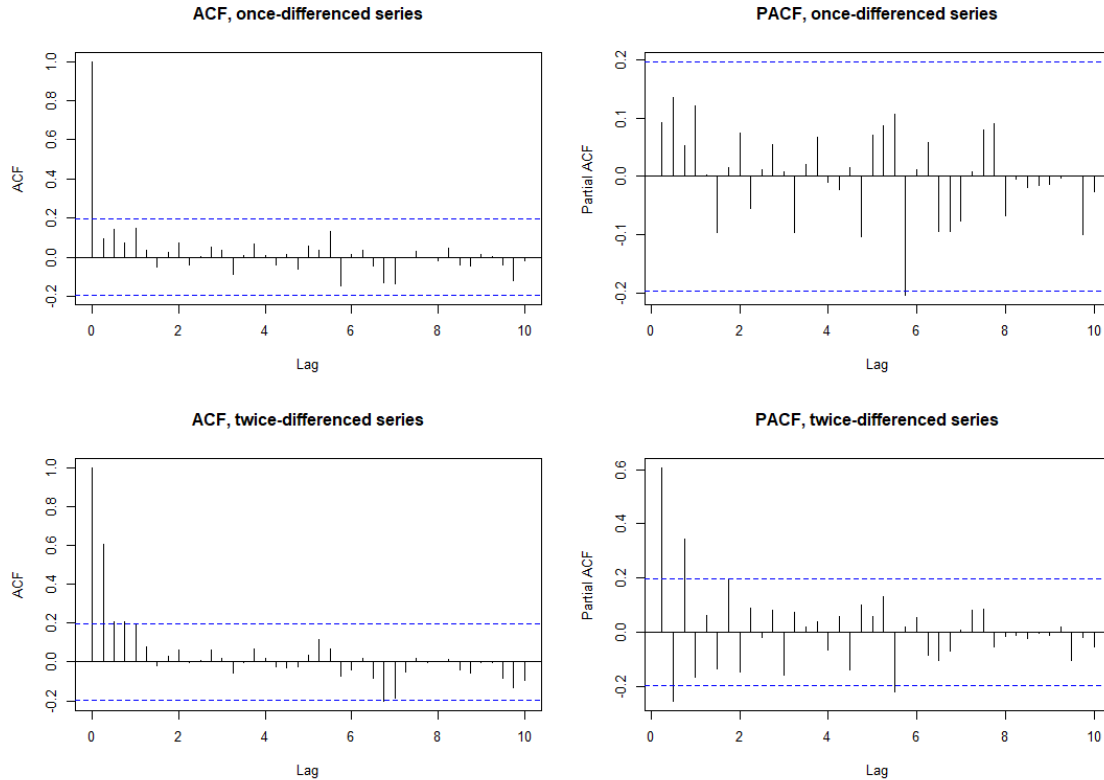 ACF, once-differenced series
ACF
1.0
0.8
0.6
0.4
0.2
0.0
-0.2
0 2 4 6 8 10
Lag
PACF, once-differenced series
Partial ACF
0.2
0.1
0.0
-0.1
-0.2
0 2 4 6 8 10
Lag
ACF, twice-differenced series
ACF
1.0
0.8
0.6
0.4
0.2
0.0
-0.2
0 2 4 6 8 10
Lag
PACF, twice-differenced series
Partial ACF
0.6
0.4
0.2
0.0
-0.2
0 2 4 6 8 10
Lag